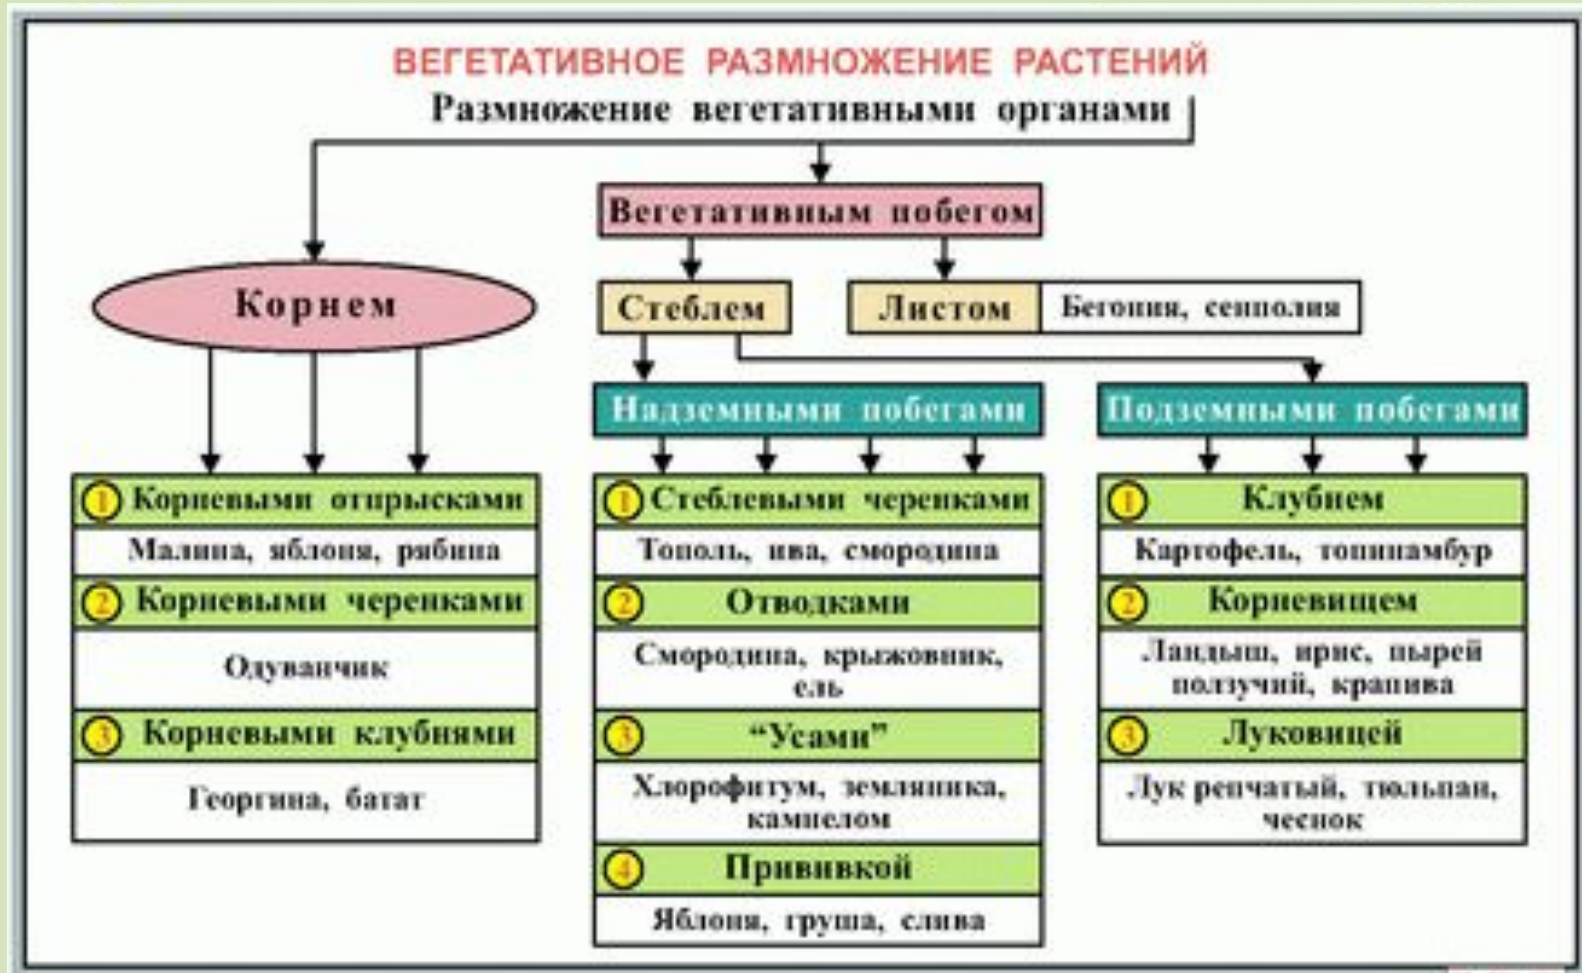 ВЕГЕТАТИВНОЕ РАЗМНОЖЕНИЕ РАСТЕНИЙ
Размножение вегетативными органами
Вегетативным побегом
Корнем
Стеблем
Листом
Бегония, сенполия
Надземными побегами
Подземными побегами
1 Корневыми отпрысками
Малина, яблоня, рябина
2 Корневыми черенками
Одуванчик
3 Корневыми клубнями
Георгина, батат
1 Стеблевыми черенками
Тополь, ива, смородина
2 Отводками
Смородина, крыжовник,
ель
3 “Усами”
Хлорофитум, земляника,
камнелом
4 Прививкой
Яблоня, груша, слива
1 Клубнем
Картофель, топинамбур
2 Корневищем
Ландыш, ирис, пырей
ползучий, крапива
3 Луковицей
Лук репчатый, тюльпан,
чеснок